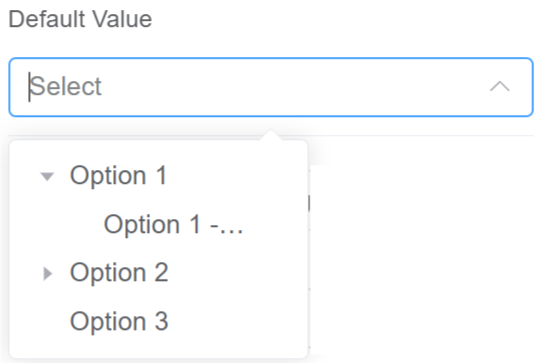 Default Value
Select
Option 1
Option 1 -...
Option 2
Option 3